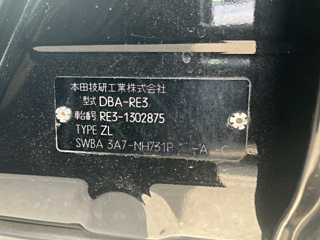 本田技研工業株式会社
型式 DBA-RE3
車台番号 RE3-1302875
TYPE ZL
SWBA 3A7-NH731P